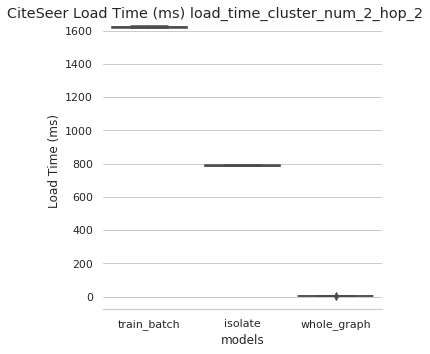 CiteSeer Load Time (ms) load_time_cluster_num_2_hop_2
1600
1400
1200
1000
800
600
400
200
0
Load Time (ms)
train_batch isolate whole_graph
models